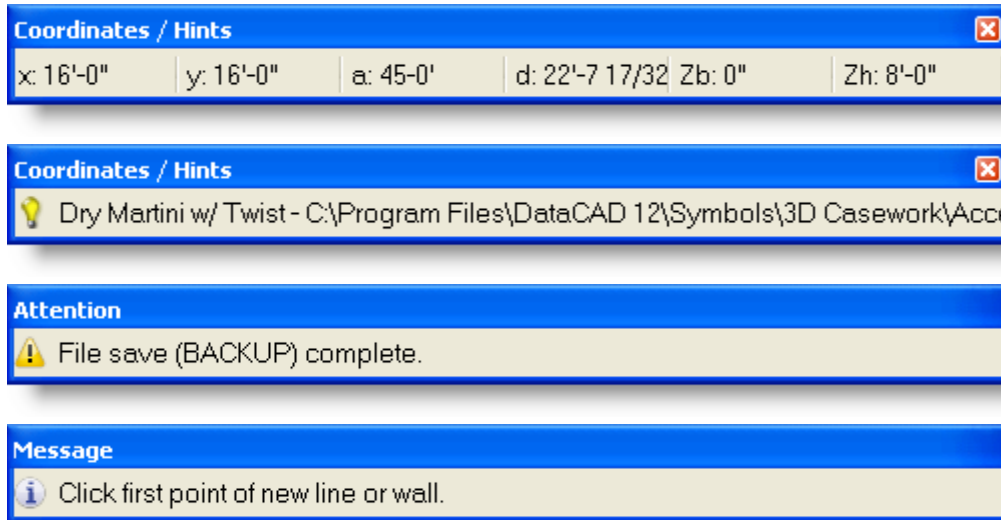 Coordinates / Hints
x: 16'-0" y: 16'-0" a: 45-0' d: 22'-7 17/32 Zb: 0" Zh: 8'-0"
Coordinates / Hints
Dry Martini w/ Twist - C:\Program Files\DataCAD 12\Symbols\3D Casework\Acce
Attention
File save (BACKUP) complete.
Message
Click first point of new line or wall.